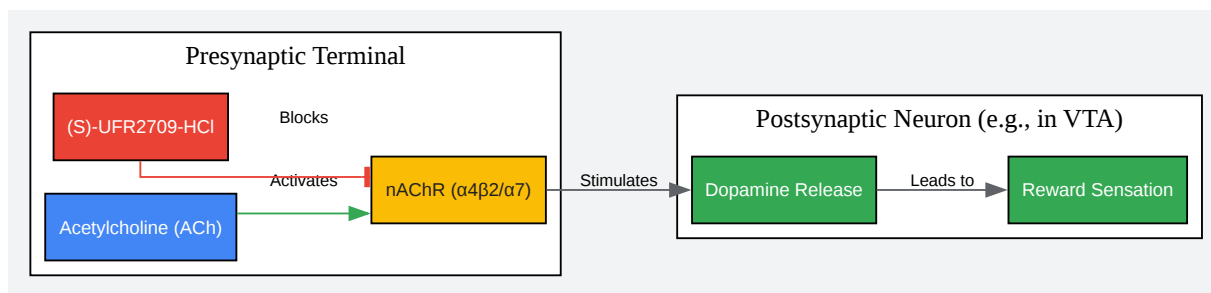 Presynaptic Terminal
(S)-UFR2709-HCl
Blocks
Activates
Acetylcholine (ACh)
nAChR (α4β2/α7)
Stimulates
Postsynaptic Neuron (e.g., in VTA)
Dopamine Release
Leads to
Reward Sensation